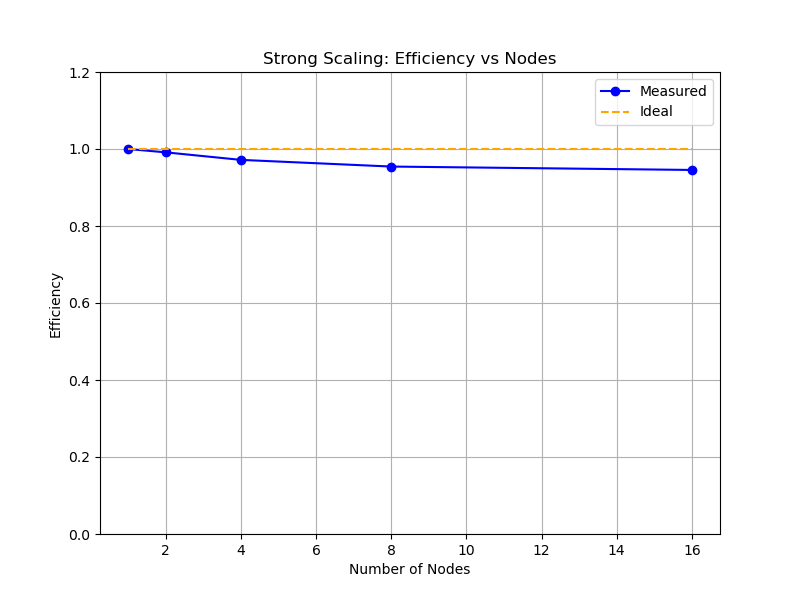 Strong Scaling: Efficiency vs Nodes
1.2
1.0
0.8
0.6
0.4
0.2
0.0
Efficiency
Measured
Ideal
2 4 6 8 10 12 14 16
Number of Nodes